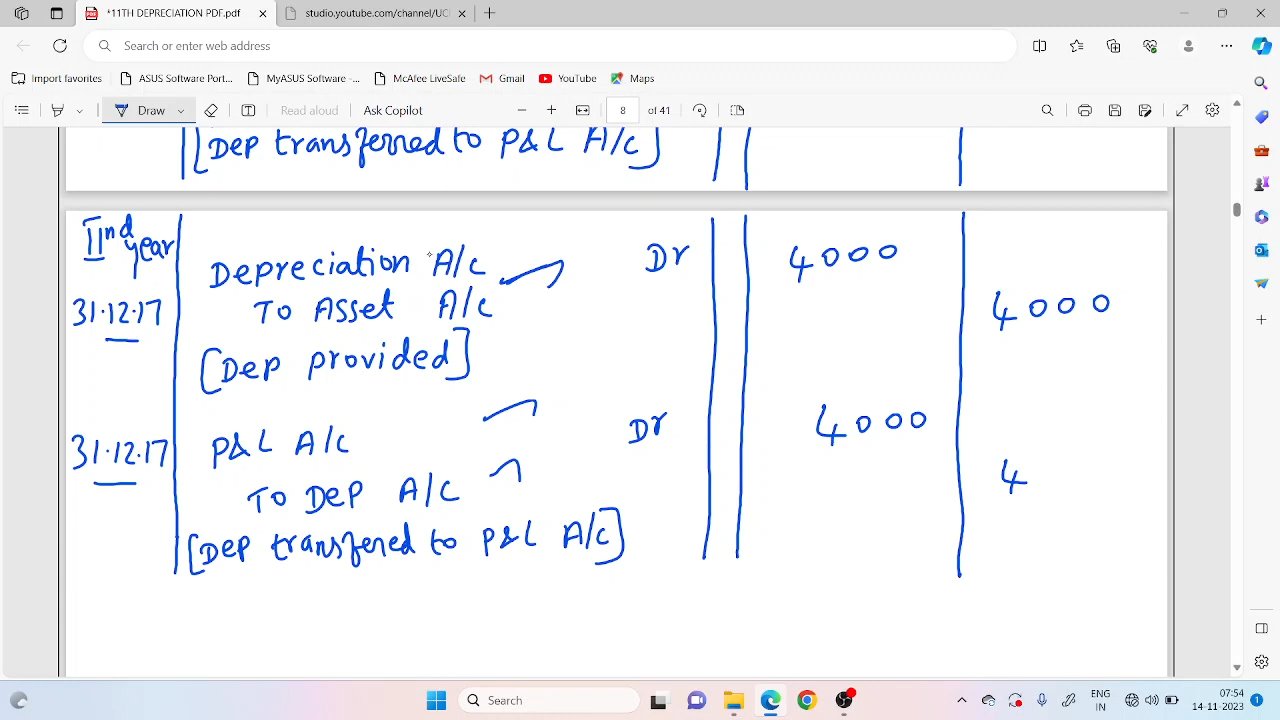 *11TH DEPRECIATION PDF.pdf
studio.youtube.com/channel/UC
Search or enter web address
Import favorites
ASUS Software Port...
MyASUS Software -...
McAfee LiveSafe
Gmail
YouTube
Maps
Draw
Read aloud
Ask Copilot
8 of 41
[Dep transferred to P&L A/c]
IInd year
Depreciation A/c Dr 4000
31.12.17 To Asset A/c 4000
[Dep provided]
31.12.17 P&L A/c Dr 4000
To Dep A/c 4
[Dep transferred to P&L A/c]
Search
ENG
IN
07:54
14-11-2023